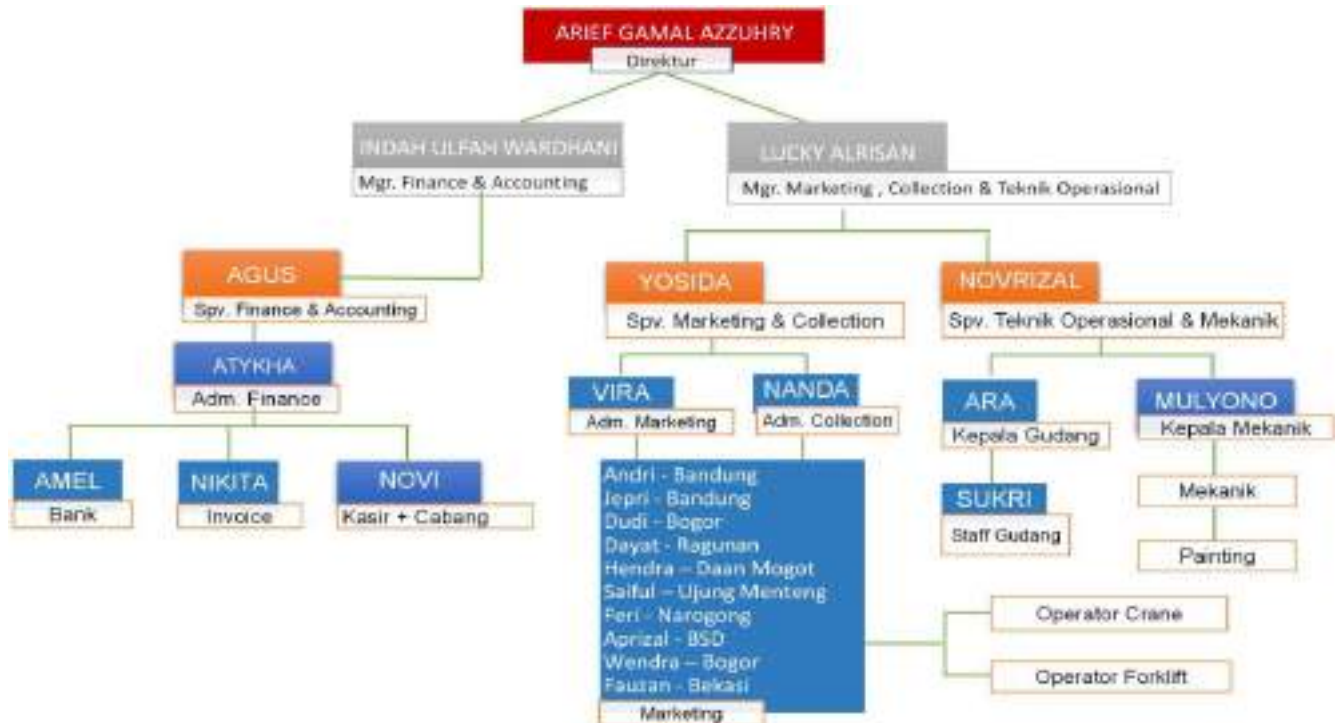 ARIEF GAMAL AZZUHRY
Direktur
INDAH ULFAH WARDHANI
Mgr. Finance & Accounting
LUCKY ALRISAN
Mgr. Marketing , Collection & Teknik Operasional
AGUS
Spv. Finance & Accounting
YOSIDA
Spv. Marketing & Collection
NOVRIZAL
Spv. Teknik Operasional & Mekanik
ATYKHA
Adm. Finance
VIRA
Adm. Marketing
NANDA
Adm. Collection
ARA
Kepala Gudang
MULYONO
Kepala Mekanik
AMEL
Bank
NIKITA
Invoice
NOVI
Kasir + Cabang
Andri - Bandung
Jepri - Bandung
Dudi - Bogor
Dayat - Ragunan
Hendra – Daan Mogot
Saiful – Ujung Menteng
Feri - Narogong
Aprizal - BSD
Wendra – Bogor
Fauzan - Bekasi
Marketing
SUKRI
Staff Gudang
Mekanik
Painting
Operator Crane
Operator Forklift